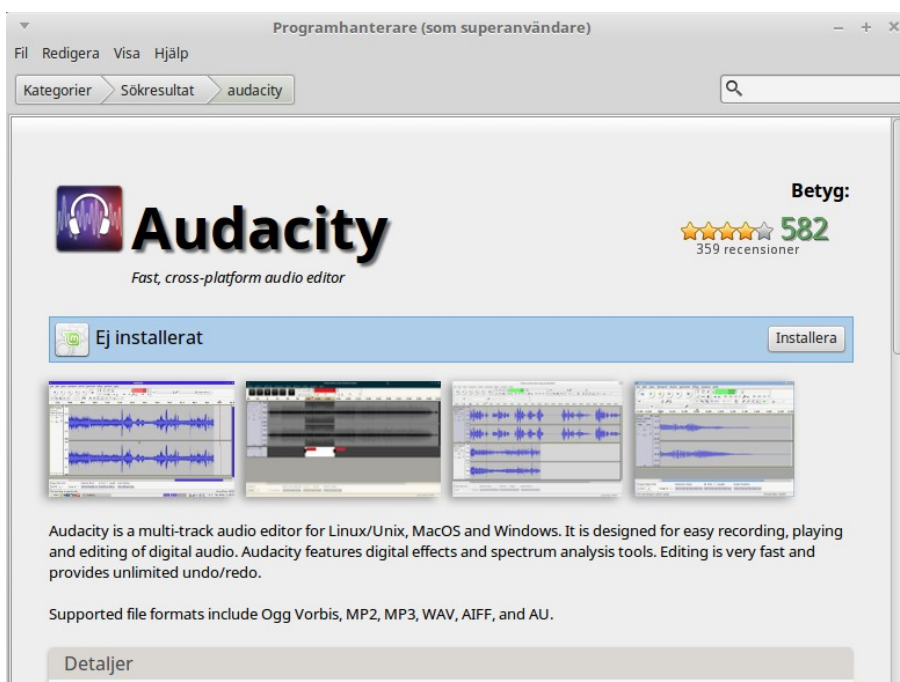 Programhanterare (som superanvändare)
Fil Redigera Visa Hjälp
Kategorier Sökresultat audacity
Betyg:
Audacity
582
359 recensioner
Fast, cross-platform audio editor
Ej installerat
Installera
Audacity is a multi-track audio editor for Linux/Unix, MacOS and Windows. It is designed for easy recording, playing
and editing of digital audio. Audacity features digital effects and spectrum analysis tools. Editing is very fast and
provides unlimited undo/redo.
Supported file formats include Ogg Vorbis, MP2, MP3, WAV, AIFF, and AU.
Detaljer